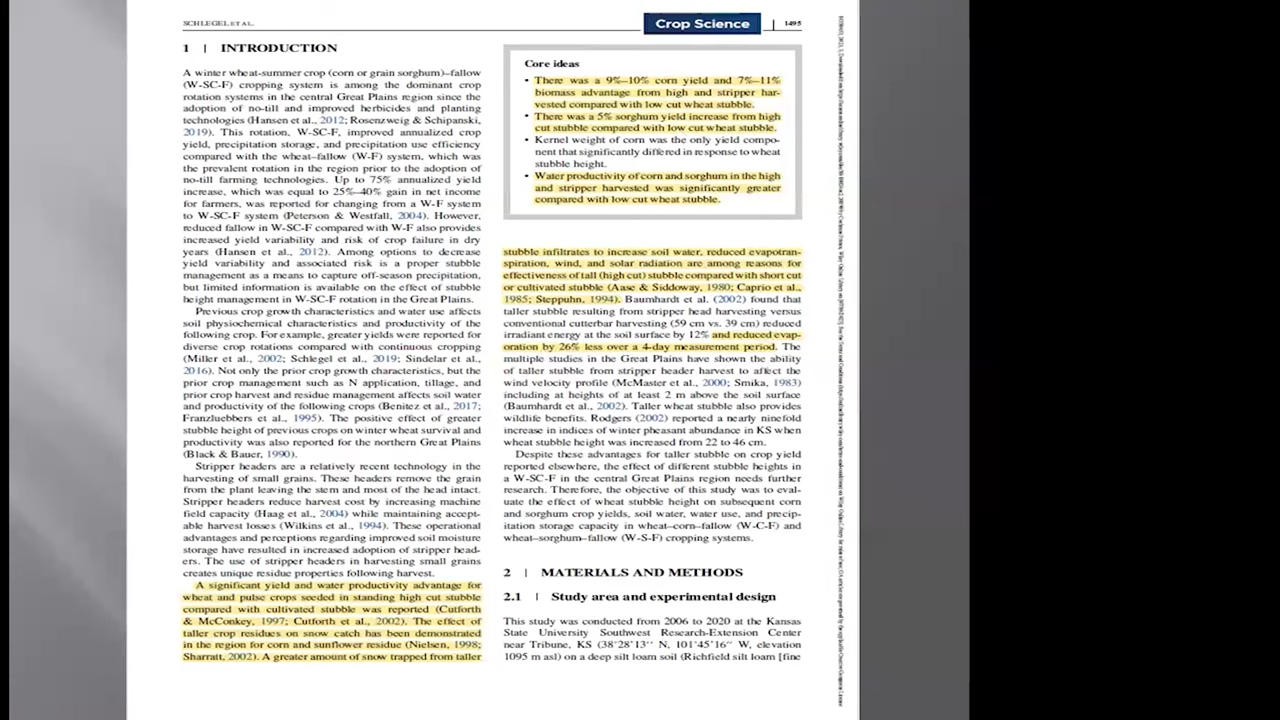 SCHLEGEL ET AL.
Crop Science
1495
1 | INTRODUCTION
A winter wheat-summer crop (corn or grain sorghum)–fallow
(W-SC-F) cropping system is among the dominant crop
rotation systems in the central Great Plains region since the
adoption of no-till and improved herbicides and planting
technologies (Hansen et al., 2012; Rosenzweig & Schipanski,
2019). This rotation, W-SC-F, improved annualized crop
yield, precipitation storage, and precipitation use efficiency
compared with the wheat–fallow (W-F) system, which was
the prevalent rotation in the region prior to the adoption of
no-till farming technologies. Up to 75% annualized yield
increase, which was equal to 25%–40% gain in net income
for farmers, was reported for changing from a W-F system
to W-SC-F system (Peterson & Westfall, 2004). However,
reduced fallow in W-SC-F compared with W-F also provides
increased yield variability and risk of crop failure in dry
years (Hansen et al., 2012). Among options to decrease
yield variability and associated risk is a proper stubble
management as a means to capture off-season precipitation,
but limited information is available on the effect of stubble
height management in W-SC-F rotation in the Great Plains.
Previous crop growth characteristics and water use affects
soil physiochemical characteristics and productivity of the
following crop. For example, greater yields were reported for
diverse crop rotations compared with continuous cropping
(Miller et al., 2002; Schlegel et al., 2019; Sindelar et al.,
2016). Not only the prior crop growth characteristics, but the
prior crop management such as N application, tillage, and
prior crop harvest and residue management affects soil water
and productivity of the following crops (Benitez et al., 2017;
Franzluebbers et al., 1995). The positive effect of greater
stubble height of previous crops on winter wheat survival and
productivity was also reported for the northern Great Plains
(Black & Bauer, 1990).
Stripper headers are a relatively recent technology in the
harvesting of small grains. These headers remove the grain
from the plant leaving the stem and most of the head intact.
Stripper headers reduce harvest cost by increasing machine
field capacity (Haag et al., 2004) while maintaining accept-
able harvest losses (Wilkins et al., 1994). These operational
advantages and perceptions regarding improved soil moisture
storage have resulted in increased adoption of stripper head-
ers. The use of stripper headers in harvesting small grains
creates unique residue properties following harvest.
A significant yield and water productivity advantage for
wheat and pulse crops seeded in standing high cut stubble
compared with cultivated stubble was reported (Cutforth
& McConkey, 1997; Cutforth et al., 2002). The effect of
taller crop residues on snow catch has been demonstrated
in the region for corn and sunflower residue (Nielsen, 1998;
Sharratt, 2002). A greater amount of snow trapped from taller
Core ideas
• There was a 9%–10% corn yield and 7%–11%
biomass advantage from high and stripper har-
vested compared with low cut wheat stubble.
• There was a 5% sorghum yield increase from high
cut stubble compared with low cut wheat stubble.
• Kernel weight of corn was the only yield compo-
nent that significantly differed in response to wheat
stubble height.
• Water productivity of corn and sorghum in the high
and stripper harvested was significantly greater
compared with low cut wheat stubble.
stubble infiltrates to increase soil water, reduced evapotran-
spiration, wind, and solar radiation are among reasons for
effectiveness of tall (high cut) stubble compared with short cut
or cultivated stubble (Aase & Siddoway, 1980; Caprio et al.,
1985; Steppuhn, 1994). Baumhardt et al. (2002) found that
taller stubble resulting from stripper head harvesting versus
conventional cutterbar harvesting (59 cm vs. 39 cm) reduced
irradiant energy at the soil surface by 12% and reduced evap-
oration by 26% less over a 4-day measurement period. The
multiple studies in the Great Plains have shown the ability
of taller stubble from stripper header harvest to affect the
wind velocity profile (McMaster et al., 2000; Smika, 1983)
including at heights of at least 2 m above the soil surface
(Baumhardt et al., 2002). Taller wheat stubble also provides
wildlife benefits. Rodgers (2002) reported a nearly ninefold
increase in indices of winter pheasant abundance in KS when
wheat stubble height was increased from 22 to 46 cm.
Despite these advantages for taller stubble on crop yield
reported elsewhere, the effect of different stubble heights in
a W-SC-F in the central Great Plains region needs further
research. Therefore, the objective of this study was to eval-
uate the effect of wheat stubble height on subsequent corn
and sorghum crop yields, soil water, water use, and precip-
itation storage capacity in wheat–corn–fallow (W-C-F) and
wheat–sorghum–fallow (W-S-F) cropping systems.
2 | MATERIALS AND METHODS
2.1 | Study area and experimental design
This study was conducted from 2006 to 2020 at the Kansas
State University Southwest Research-Extension Center
near Tribune, KS (38°28′13′′ N, 101°45′16′′ W, elevation
1095 m asl) on a deep silt loam soil (Richfield silt loam [fine